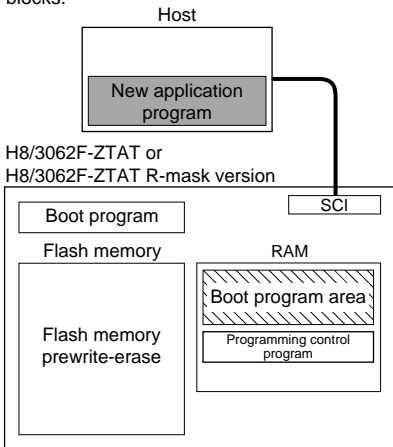 blocks.
Host
New application
program
H8/3062F-ZTAT or
H8/3062F-ZTAT R-mask version
SCI
Boot program
Flash memory
RAM
Boot program area
Programming control
program
Flash memory
prewrite-erase